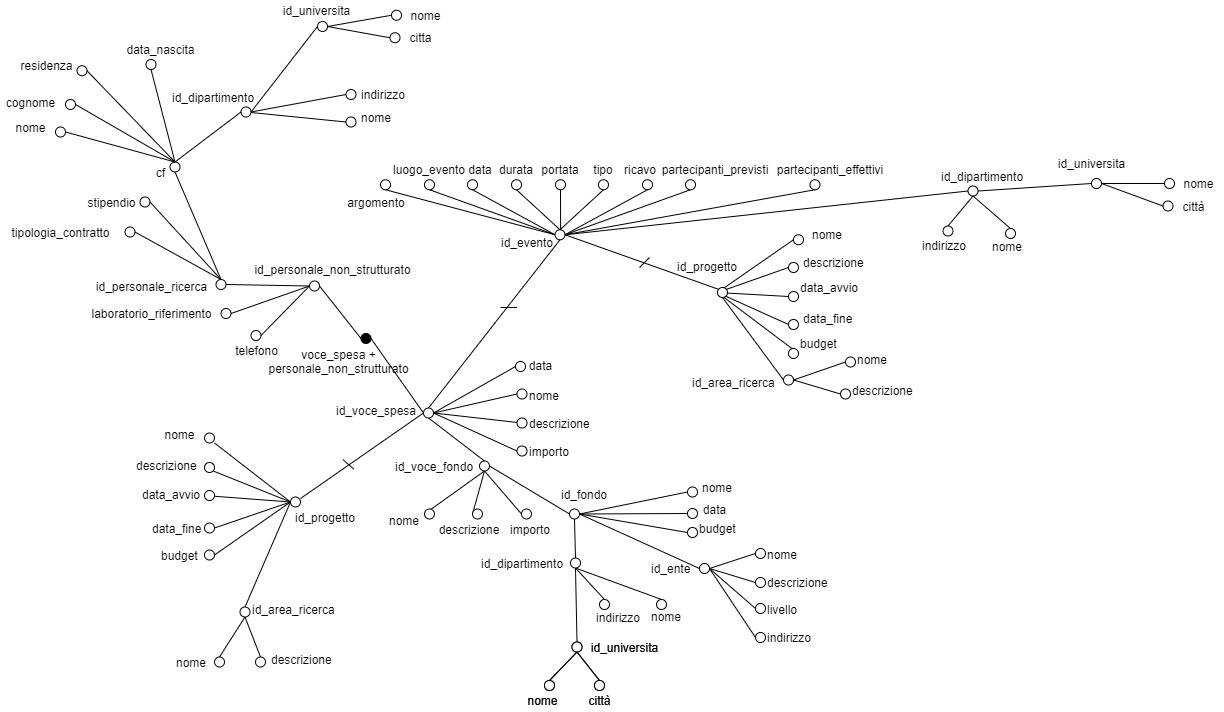 id_universita
nome
citta
data_nascita
residenza
cognome
nome
id_dipartimento
indirizzo
nome
cf
stipendio
tipologia_contratto
id_personale_ricerca
id_personale_non_strutturato
laboratorio_riferimento
telefono
voce_spesa +
personale_non_strutturato
luogo_evento
data
durata
portata
tipo
ricavo
partecipanti_previsti
partecipanti_effettivi
argomento
id_evento
id_dipartimento
id_universita
nome
città
indirizzo
nome
id_progetto
nome
descrizione
data_avvio
data_fine
budget
id_area_ricerca
nome
descrizione
id_voce_spesa
data
nome
descrizione
importo
nome
descrizione
data_avvio
data_fine
budget
id_progetto
id_area_ricerca
nome
descrizione
id_voce_fondo
nome
descrizione
importo
id_fondo
nome
data
budget
id_dipartimento
indirizzo
nome
id_ente
nome
descrizione
livello
indirizzo
id_universita
nome
città